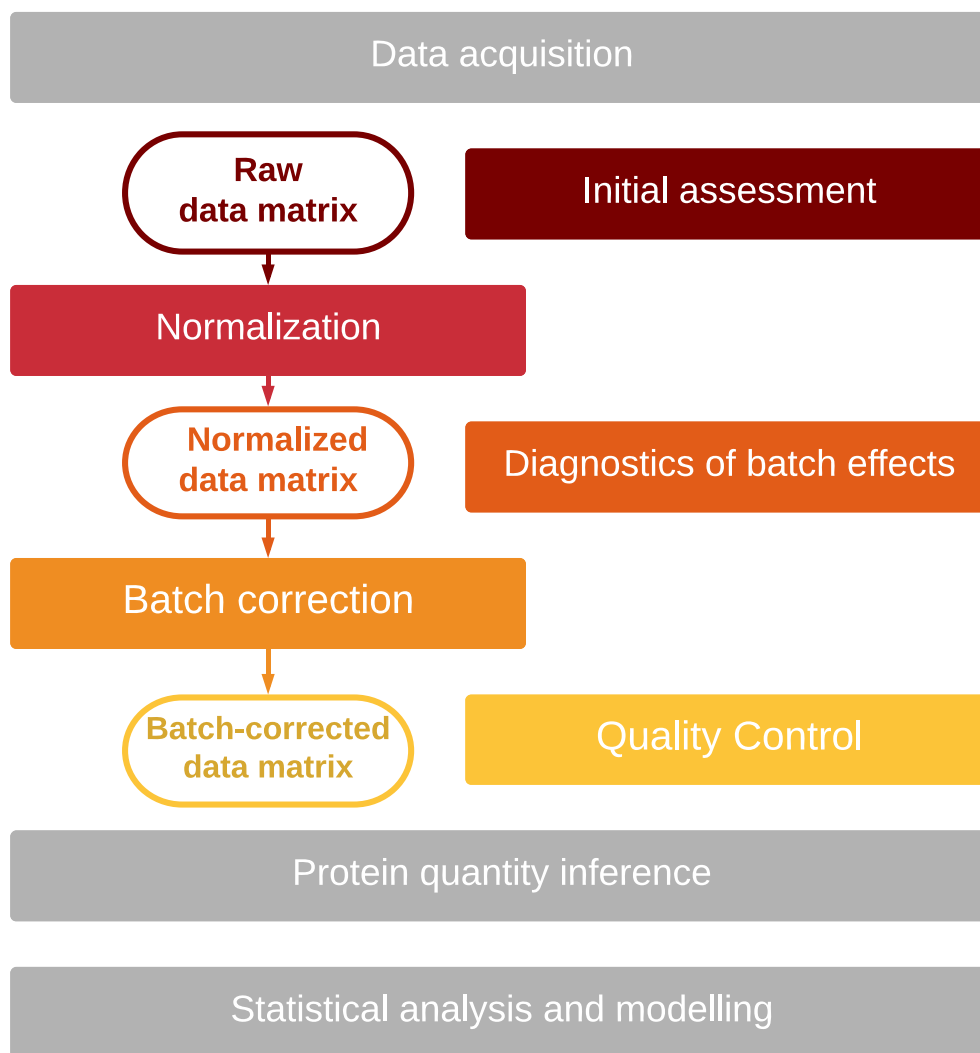 Data acquisition
Raw
data matrix
Initial assessment
Normalization
Normalized
data matrix
Diagnostics of batch effects
Batch correction
Batch-corrected
data matrix
Quality Control
Protein quantity inference
Statistical analysis and modelling